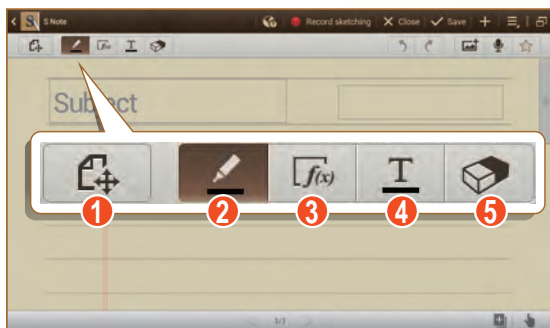 S Note Record sketching Close Save
f(x) T
Subject
f(x) T
1 2 3 4 5
1/1